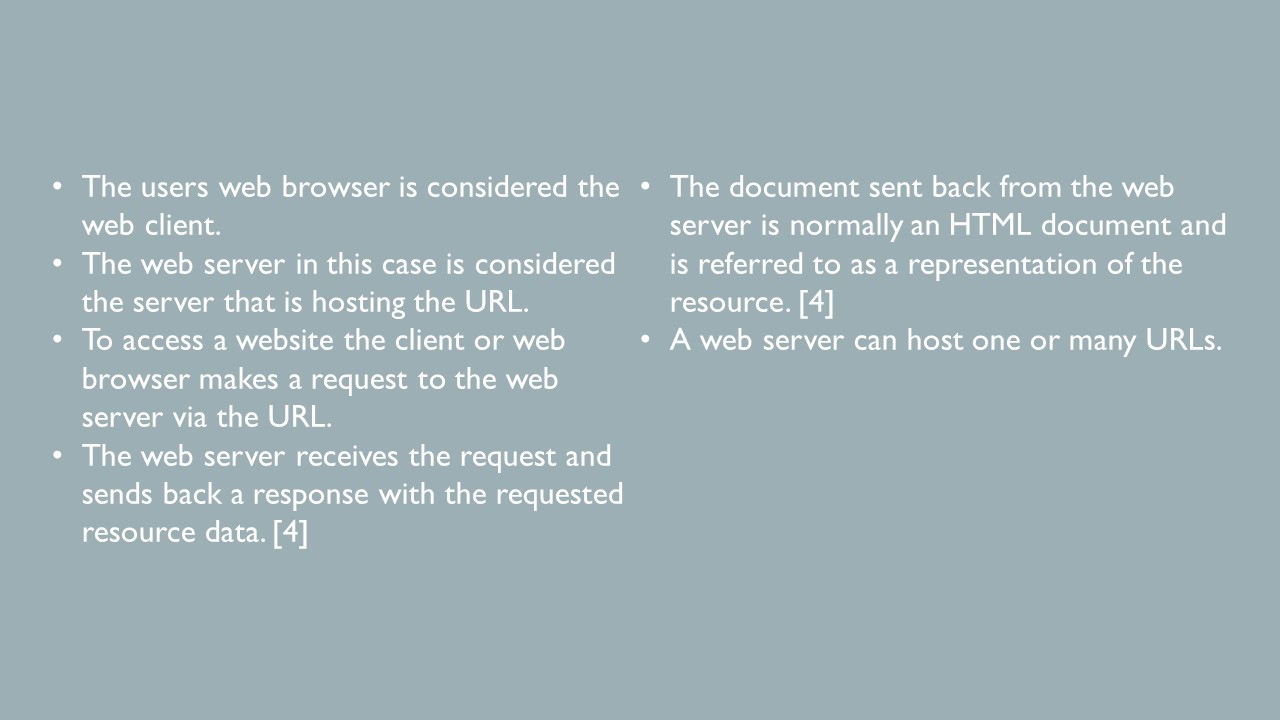 • The users web browser is considered the
web client.
• The web server in this case is considered
the server that is hosting the URL.
• To access a website the client or web
browser makes a request to the web
server via the URL.
• The web server receives the request and
sends back a response with the requested
resource data. [4]
• The document sent back from the web
server is normally an HTML document and
is referred to as a representation of the
resource. [4]
• A web server can host one or many URLs.